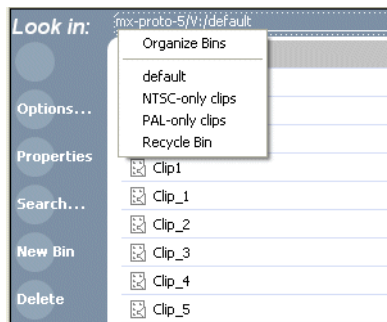 Look in: mx-proto-5/V:/default
Organize Bins
default
NTSC-only clips
PAL-only clips
Recycle Bin
Options...
Properties
Search...
New Bin
Delete
Clip1
Clip_1
Clip_2
Clip_3
Clip_4
Clip_5